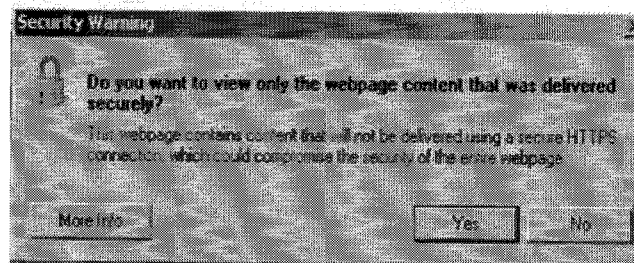 Security Warning
Do you want to view only the webpage content that was delivered
securely?
This webpage contains content that will not be delivered using a secure HTTPS
connection, which could compromise the security of the entire webpage.
More Info
Yes
No